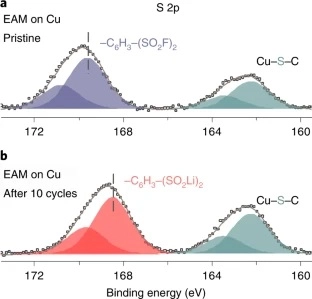 a
S 2p
EAM on Cu
Pristine
–C₆H₃–(SO₂F)₂
Cu–S–C
172 168 164 160
b
EAM on Cu
After 10 cycles
–C₆H₃–(SO₂Li)₂
Cu–S–C
172 168 164 160
Binding energy (eV)